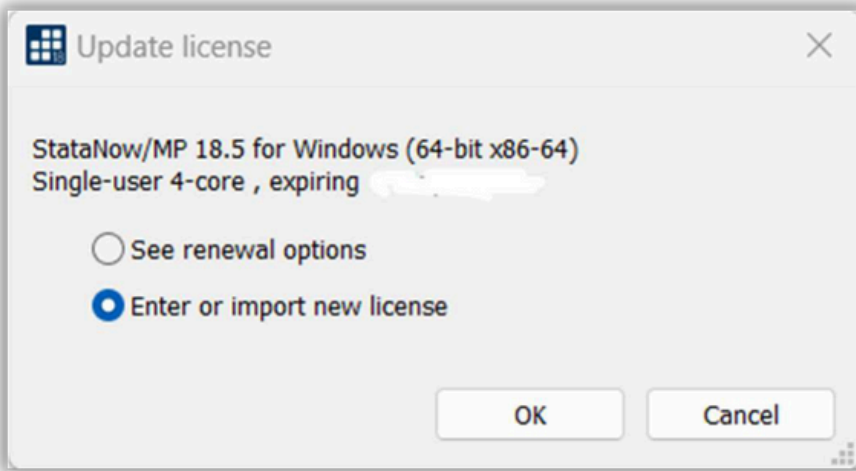 Update license
StataNow/MP 18.5 for Windows (64-bit x86-64)
Single-user 4-core , expiring
See renewal options
Enter or import new license
OK
Cancel